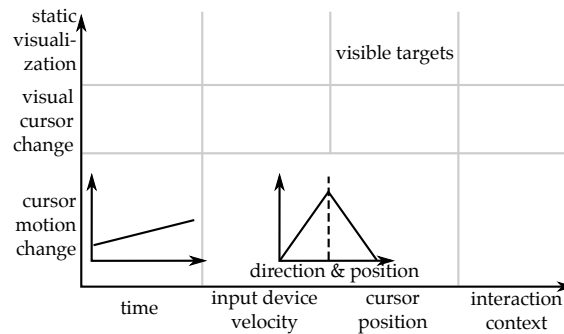 static
visuali-
zation
visible targets
visual
cursor
change
cursor
motion
change
direction & position
time
input device
velocity
cursor
position
interaction
context